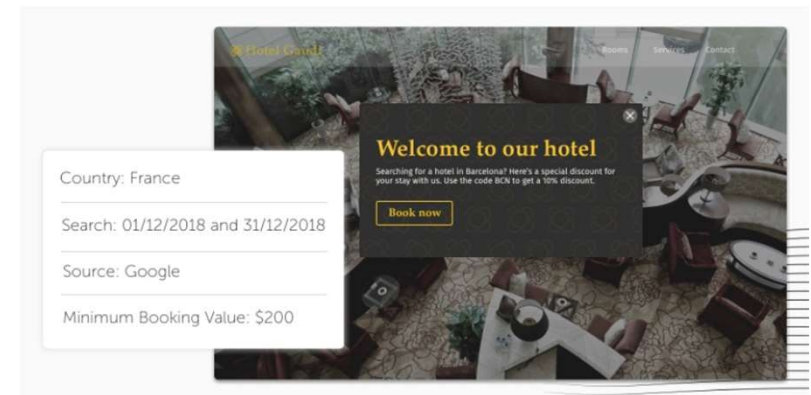 Hotel Gaudí
Rooms Services Contact
Welcome to our hotel
Searching for a hotel in Barcelona? Here's a special discount for
your stay with us. Use the code BCN to get a 10% discount.
Book now
Country: France
Search: 01/12/2018 and 31/12/2018
Source: Google
Minimum Booking Value: $200